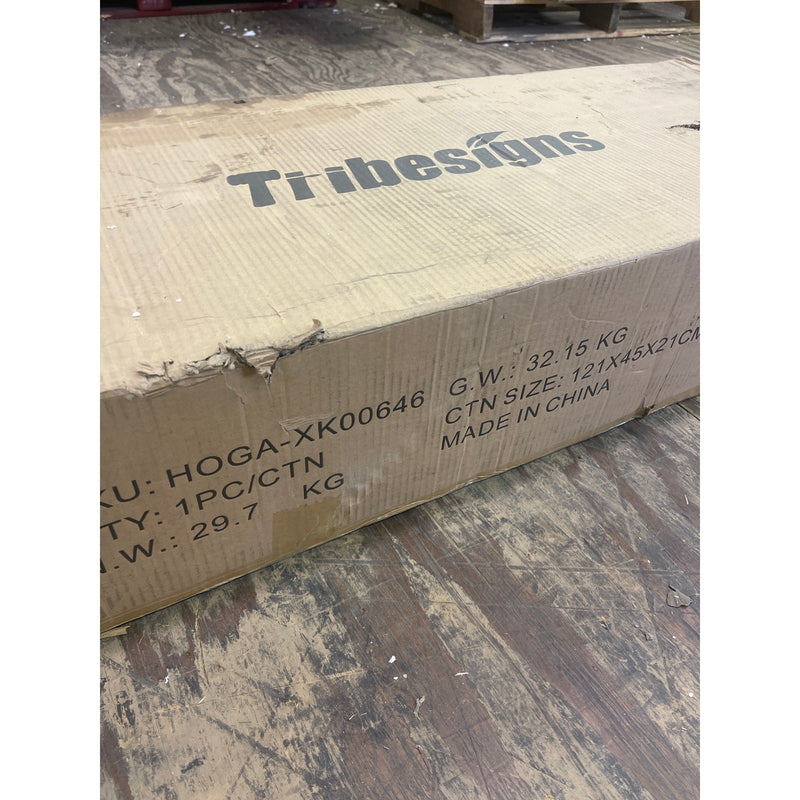 Tribesigns
KU: HOGA-XK00646
TY: 1PC/CTN
.W.: 29.7 KG
G.W.: 32.15 KG
CTN SIZE: 121X45X21CM
MADE IN CHINA